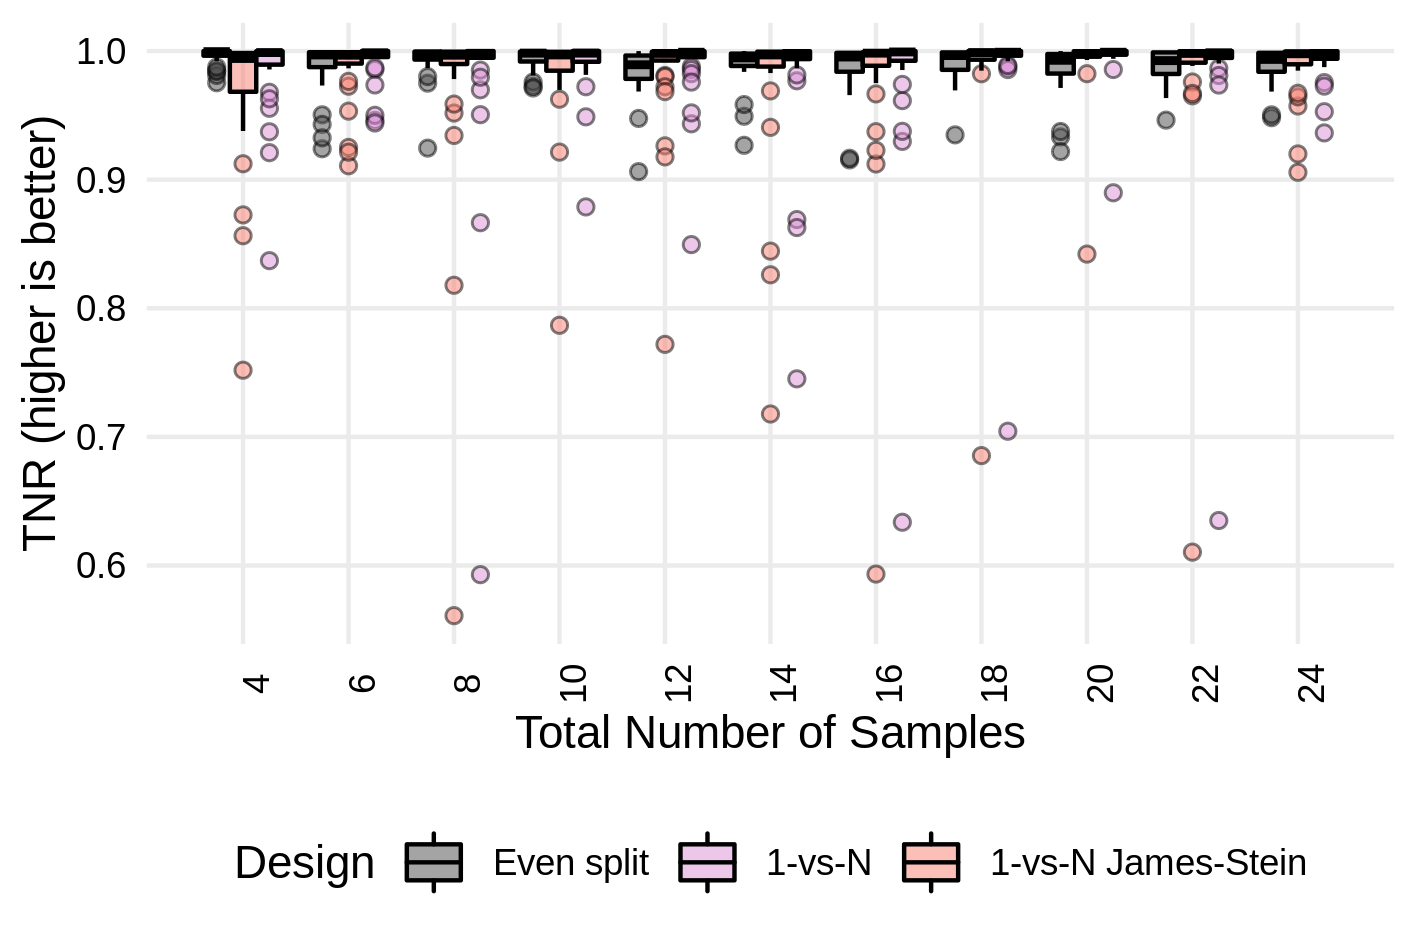 TNR (higher is better)
1.0
0.9
0.8
0.7
0.6
4 6 8 10 12 14 16 18 20 22 24
Total Number of Samples
Design Even split 1-vs-N 1-vs-N James-Stein